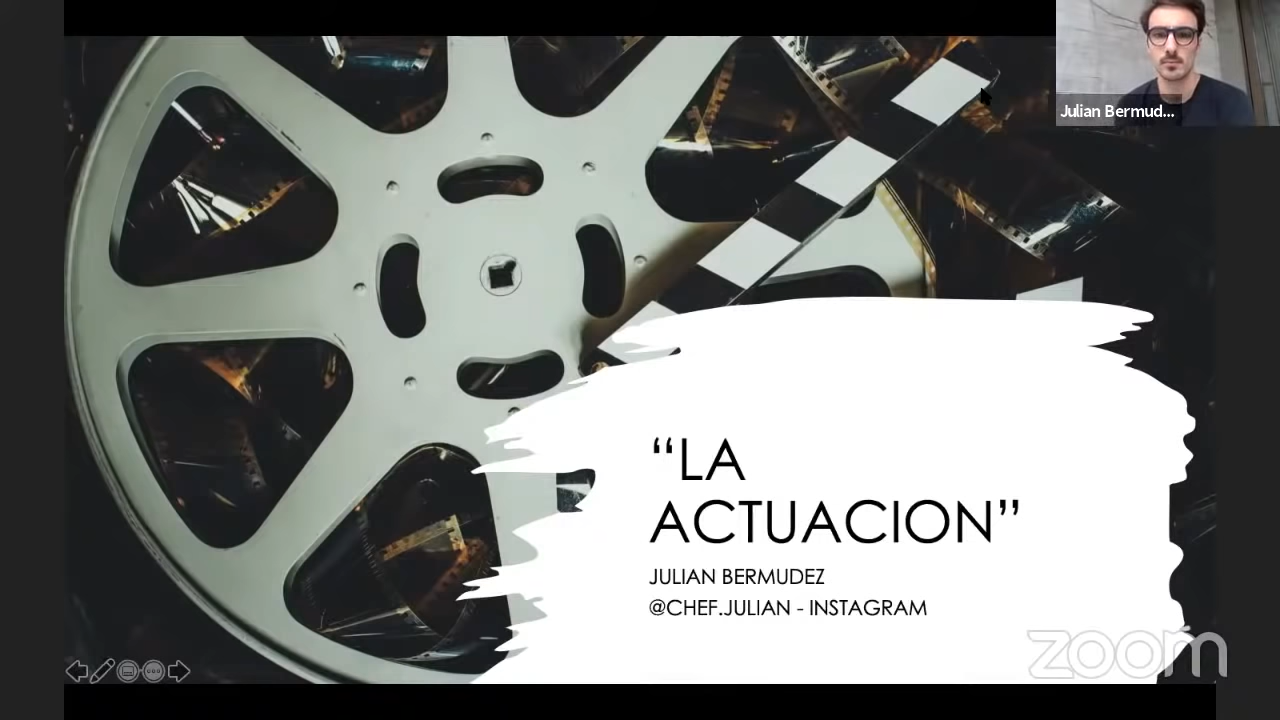 Julian Bermud...
“LA
ACTUACION”
JULIAN BERMUDEZ
@CHEF.JULIAN - INSTAGRAM
zoom